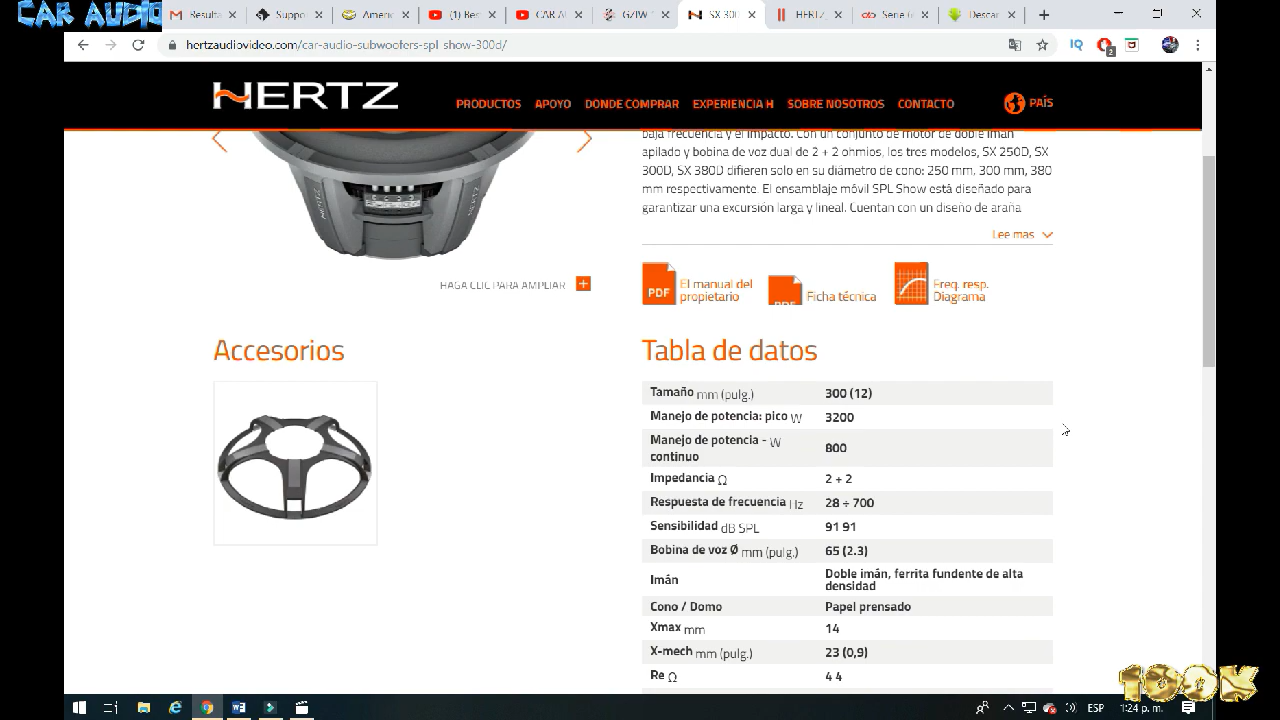 CAR AUDIO
Resulta
Suppo
Americ
(1) Bes
GZIW
SX 30
Serie
Descar
hertzaudiovideo.com/car-audio-subwoofers-spl-show-300d/
IQ
2
HERTZ
PRODUCTOS APOYO DONDE COMPRAR EXPERIENCIA H SOBRE NOSOTROS CONTACTO PAÍS
baja frecuencia y el impacto. Con un conjunto de motor de doble imán
apilado y bobina de voz dual de 2 + 2 ohmios, los tres modelos, SX 250D, SX
300D, SX 380D difieren solo en su diámetro de cono: 250 mm, 300 mm, 380
mm respectivamente. El ensamblaje móvil SPL Show está diseñado para
garantizar una excursión larga y lineal. Cuentan con un diseño de araña
Lee mas
HAGA CLIC PARA AMPLIAR
PDF El manual del
propietario
PDF Ficha técnica
Freq. resp.
Diagrama
Accesorios
Tabla de datos
Tamaño mm (pulg.) 300 (12)
Manejo de potencia: pico W 3200
Manejo de potencia - W
continuo 800
Impedancia Ω 2 + 2
Respuesta de frecuencia Hz 28 ÷ 700
Sensibilidad dB SPL 91 91
Bobina de voz Ø mm (pulg.) 65 (2.3)
Imán Doble imán, ferrita fundente de alta
densidad
Cono / Domo Papel prensado
Xmax mm 14
X-mech mm (pulg.) 23 (0,9)
Re Ω 4 4
100K
ESP 1:24 p. m.